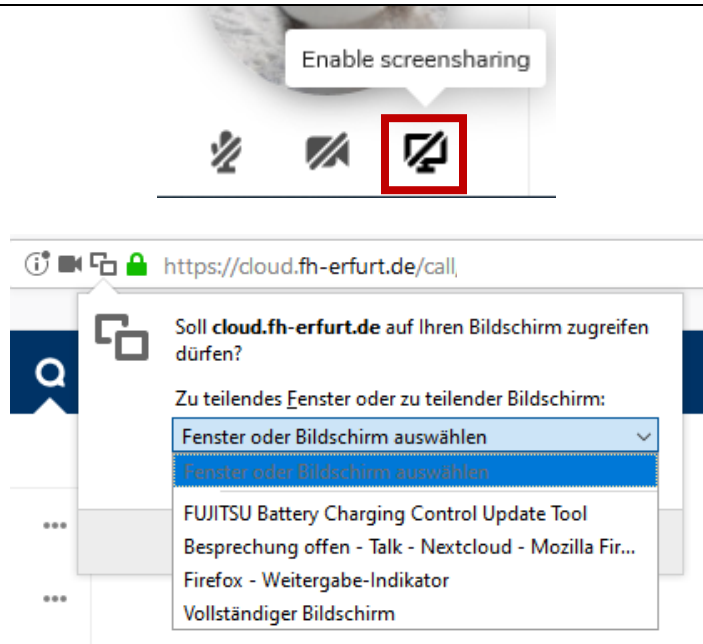 Enable screensharing
https://cloud.fh-erfurt.de/call,
Soll cloud.fh-erfurt.de auf Ihren Bildschirm zugreifen
dürfen?
Zu teilendes Fenster oder zu teilender Bildschirm:
Fenster oder Bildschirm auswählen
Fenster oder Bildschirm auswählen
FUJITSU Battery Charging Control Update Tool
Besprechung offen - Talk - Nextcloud - Mozilla Fir...
Firefox - Weitergabe-Indikator
Vollständiger Bildschirm